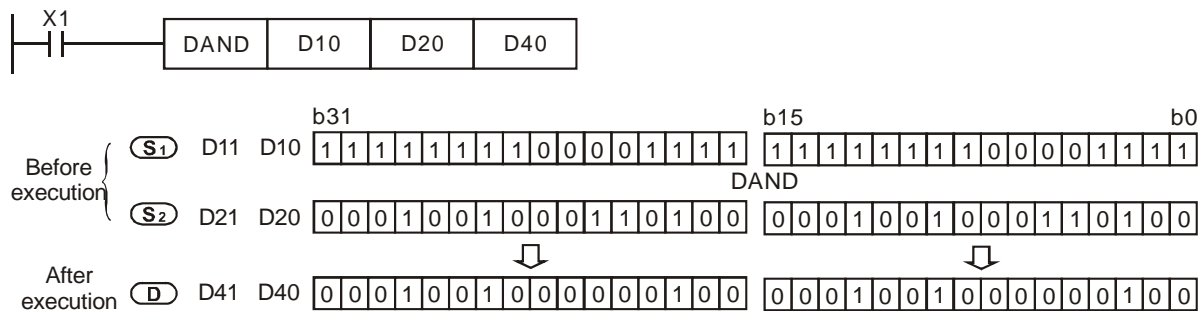 X1
DAND D10 D20 D40
b31 b15 b0
S1 D11 D10 1 1 1 1 1 1 1 1 0 0 0 0 1 1 1 1 1 1 1 1 1 1 1 1 0 0 0 0 1 1 1 1
Before
execution
DAND
S2 D21 D20 0 0 0 1 0 0 1 0 0 0 1 1 0 1 0 0 0 0 0 1 0 0 1 0 0 0 1 1 0 1 0 0
After
execution
D D41 D40 0 0 0 1 0 0 1 0 0 0 0 0 0 1 0 0 0 0 0 1 0 0 1 0 0 0 0 0 0 1 0 0